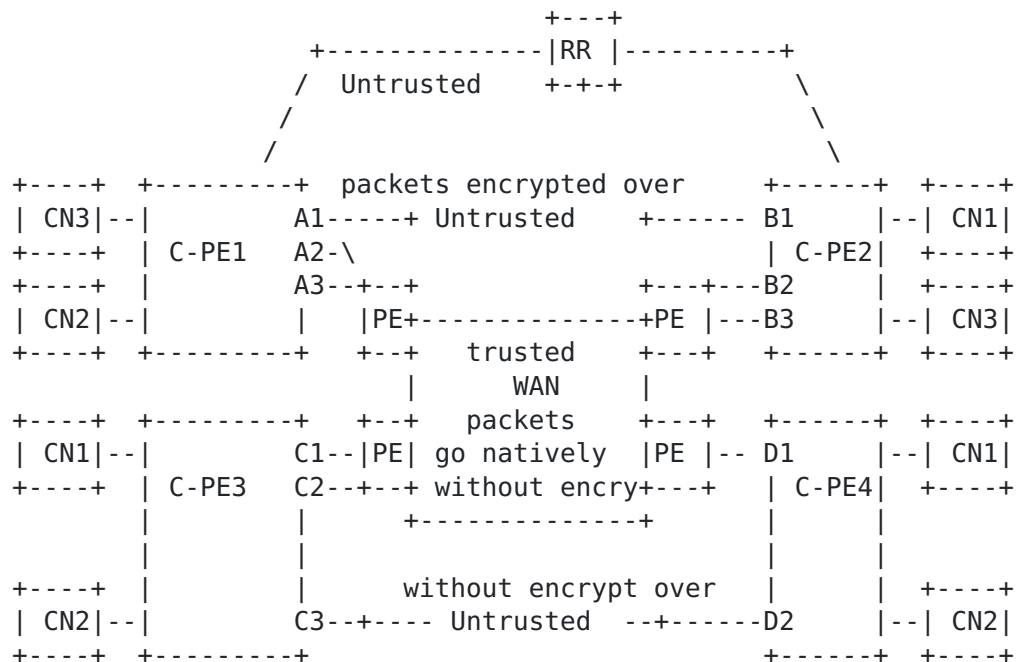 +---+
+--------------|RR |----------+
/ Untrusted +-+-+ \
/ \
/ \
+----+ +---------+ packets encrypted over +------+ +----+
| CN3|--| A1-----+ Untrusted +------ B1 |--| CN1|
+----+ | C-PE1 A2-\ | C-PE2| +----+
+----+ | A3--+--+ +---+---B2 | +----+
| CN2|--| | |PE+--------------+PE |---B3 |--| CN3|
+----+ +---------+ +--+ trusted +---+ +------+ +----+
| WAN |
+----+ +---------+ +--+ packets +---+ +------+ +----+
| CN1|--| C1--|PE| go natively |PE |-- D1 |--| CN1|
+----+ | C-PE3 C2--+--+ without encry+---+ | C-PE4| +----+
| | +--------------+ | |
| | | |
+----+ | | without encrypt over | | +----+
| CN2|--| C3--+---- Untrusted --+------D2 |--| CN2|
+----+ +---------+ +------+ +----+